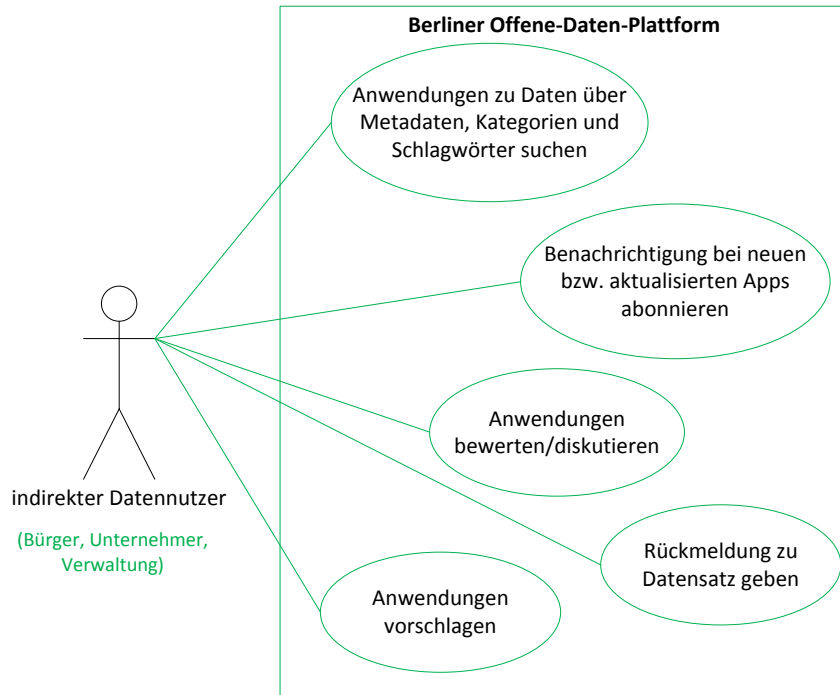 Berliner Offene-Daten-Plattform
Anwendungen zu Daten über
Metadaten, Kategorien und
Schlagwörter suchen
Benachrichtigung bei neuen
bzw. aktualisierten Apps
abonnieren
Anwendungen
bewerten/diskutieren
indirekter Datennutzer
(Bürger, Unternehmer,
Verwaltung)
Rückmeldung zu
Datensatz geben
Anwendungen
vorschlagen